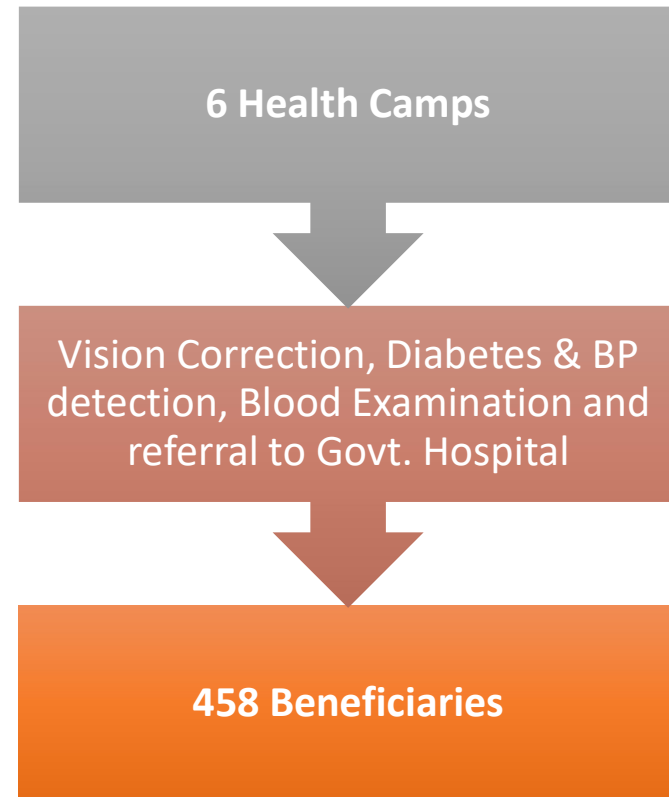 6 Health Camps
Vision Correction, Diabetes & BP
detection, Blood Examination and
referral to Govt. Hospital
458 Beneficiaries